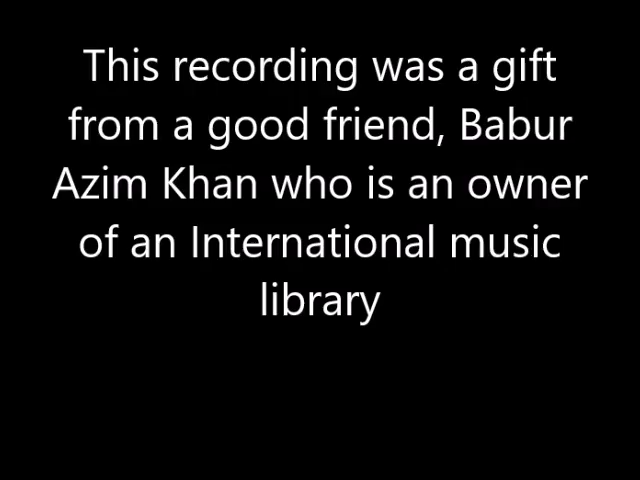 This recording was a gift
from a good friend, Babur
Azim Khan who is an owner
of an International music
library